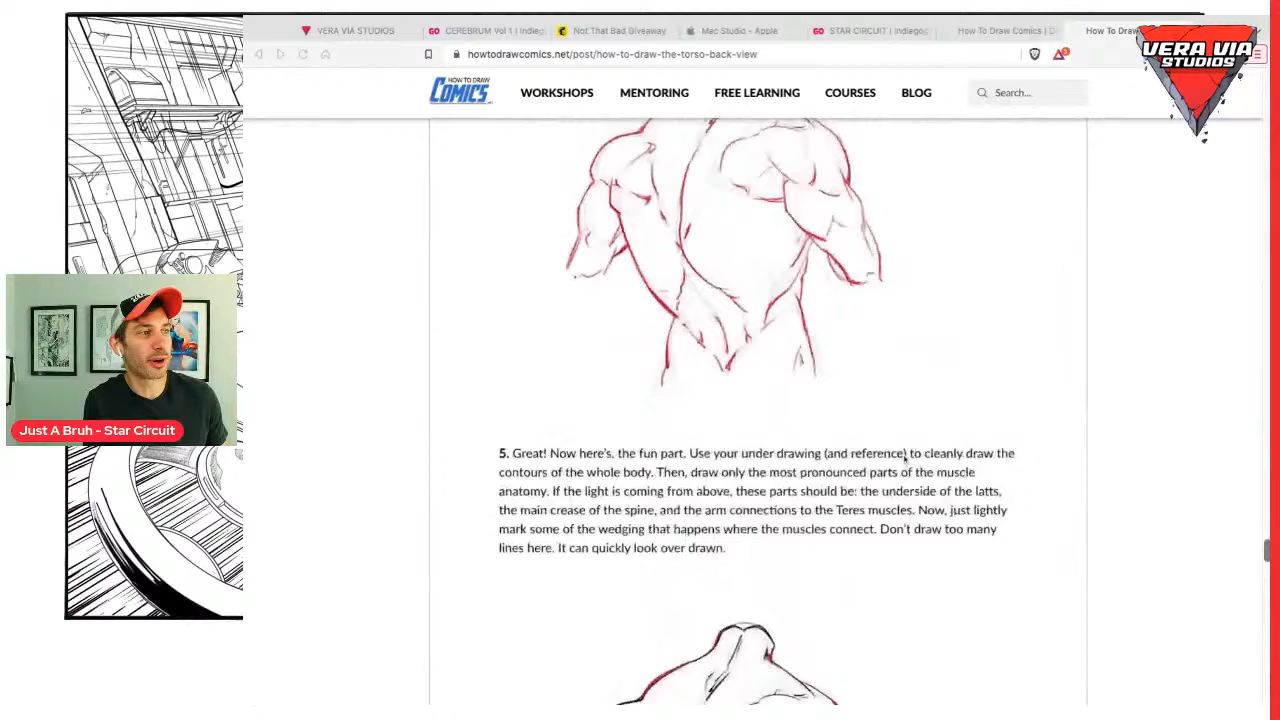 VERA VIA STUDIOS
GO CEREBRUM Vol 1 | Indieg
Not That Bad Giveaway
Mac Studio - Apple
GO STAR CIRCUIT | Indiegog
How To Draw Comics | D
How To Draw
howtodrawcomics.net/post/how-to-draw-the-torso-back-view
VERA VIA
STUDIOS
HOW TO DRAW
COMICS
WORKSHOPS
MENTORING
FREE LEARNING
COURSES
BLOG
Search...
5. Great! Now here's, the fun part. Use your under drawing (and reference) to cleanly draw the
contours of the whole body. Then, draw only the most pronounced parts of the muscle
anatomy. If the light is coming from above, these parts should be: the underside of the latts,
the main crease of the spine, and the arm connections to the Teres muscles. Now, just lightly
mark some of the wedging that happens where the muscles connect. Don't draw too many
lines here. It can quickly look over drawn.
Just A Bruh - Star Circuit